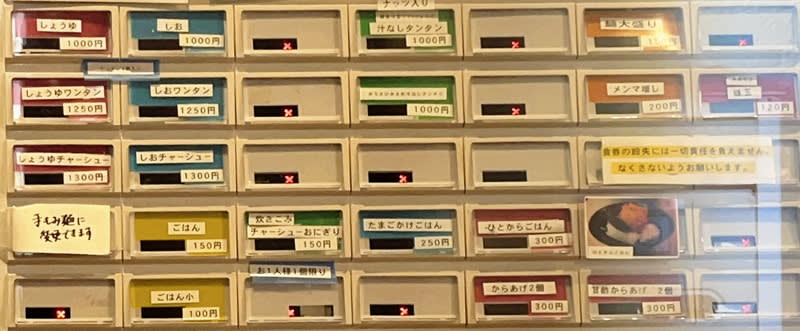 しょうゆ
1000円
しお
1000円
ナッツ入り
汁なしタンタン
1000円
麺大盛り
しょうゆワンタン
1250円
しおワンタン
1250円
1000円
メンマ増し
200円
味玉
120円
しょうゆチャーシュー
1300円
しおチャーシュー
1300円
食券の回失には一切責任を負えません。
なくさないようお願いします。
手もみ麺に
変更できます
ごはん
150円
炊きこみ
チャーシューおにぎり
150円
たまごかけごはん
250円
ひとからごはん
300円
お1人様1個限り
ごはん小
100円
からあげ 2個
300円
甘酢からあげ 2個
300円